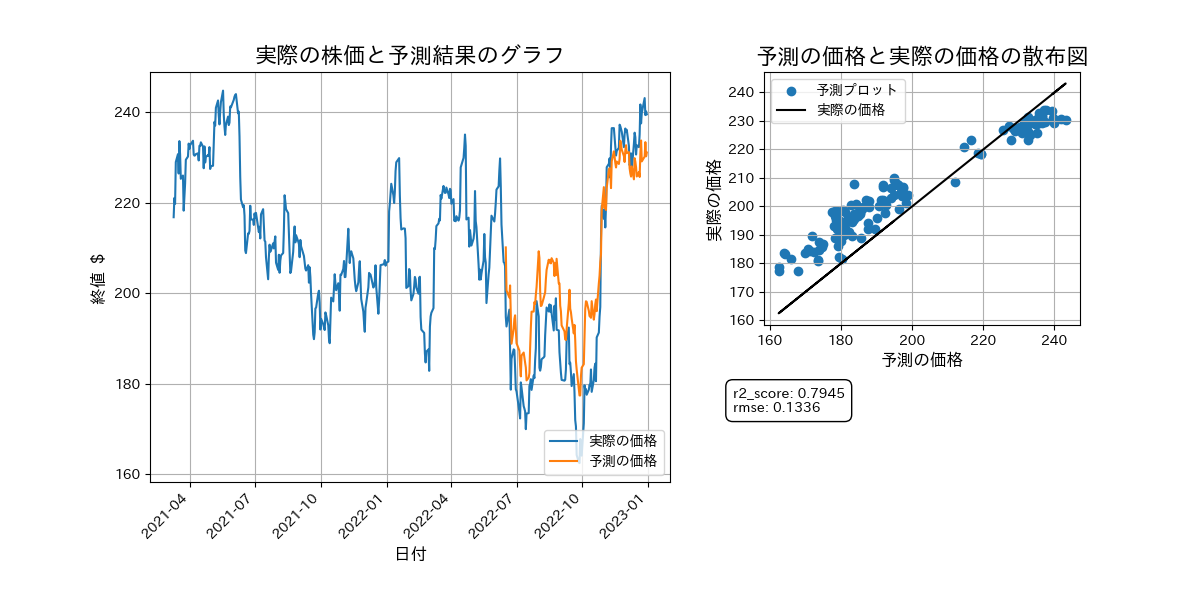 実際の株価と予測結果のグラフ
終値 $
240
220
200
180
160
2021-04
2021-07
2021-10
2022-01
2022-04
2022-07
2022-10
2023-01
日付
実際の価格
予測の価格
予測の価格と実際の価格の散布図
実際の価格
240
230
220
210
200
190
180
170
160
160
180
200
220
240
予測の価格
予測プロット
実際の価格
r2_score: 0.7945
rmse: 0.1336